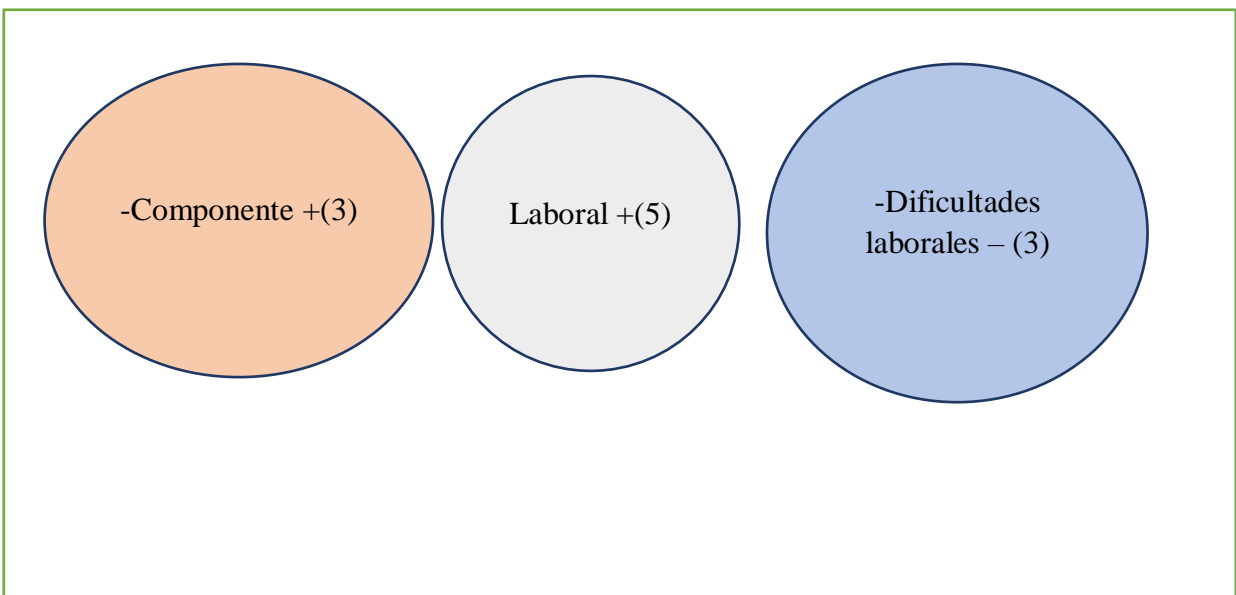 -Componente +(3)
Laboral +(5)
-Dificultades
laborales – (3)